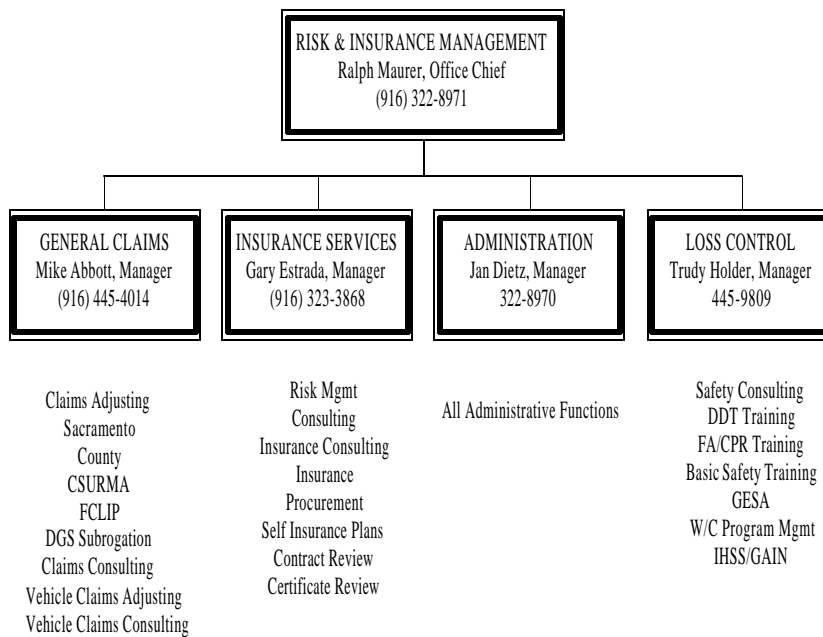 RISK & INSURANCE MANAGEMENT
Ralph Maurer, Office Chief
(916) 322-8971
GENERAL CLAIMS
Mike Abbott, Manager
(916) 445-4014
INSURANCE SERVICES
Gary Estrada, Manager
(916) 323-3868
ADMINISTRATION
Jan Dietz, Manager
322-8970
LOSS CONTROL
Trudy Holder, Manager
445-9809
Claims Adjusting
Sacramento
County
CSURMA
FCLIP
DGS Subrogation
Claims Consulting
Vehicle Claims Adjusting
Vehicle Claims Consulting
Risk Mgmt
Consulting
Insurance Consulting
Insurance
Procurement
Self Insurance Plans
Contract Review
Certificate Review
All Administrative Functions
Safety Consulting
DDT Training
FA/CPR Training
Basic Safety Training
GESA
W/C Program Mgmt
IHSS/GAIN